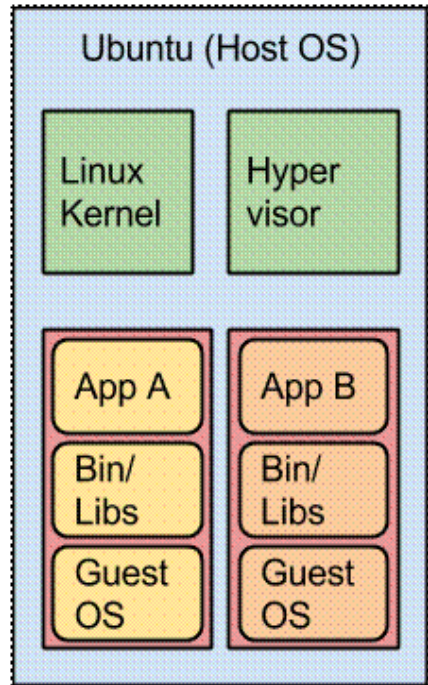 Ubuntu (Host OS)
Linux
Kernel
Hyper
visor
App A
Bin/
Libs
Guest
OS
App B
Bin/
Libs
Guest
OS